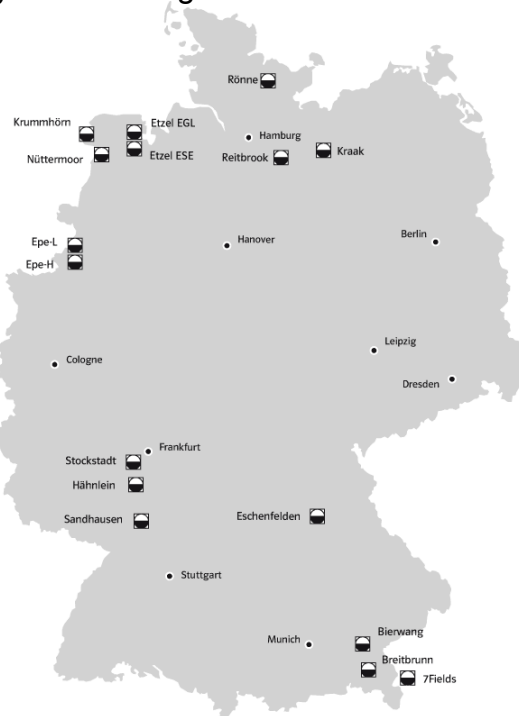 Rönne
Krummhörn
Etzel EGL
Hamburg
Nüttermoor
Etzel ESE
Reitbrook
Kraak
Epe-L
Hanover
Berlin
Epe-H
Leipzig
Cologne
Dresden
Frankfurt
Stockstadt
Hähnlein
Sandhausen
Eschenfelden
Stuttgart
Bierwang
Munich
Breitbrunn
7Fields